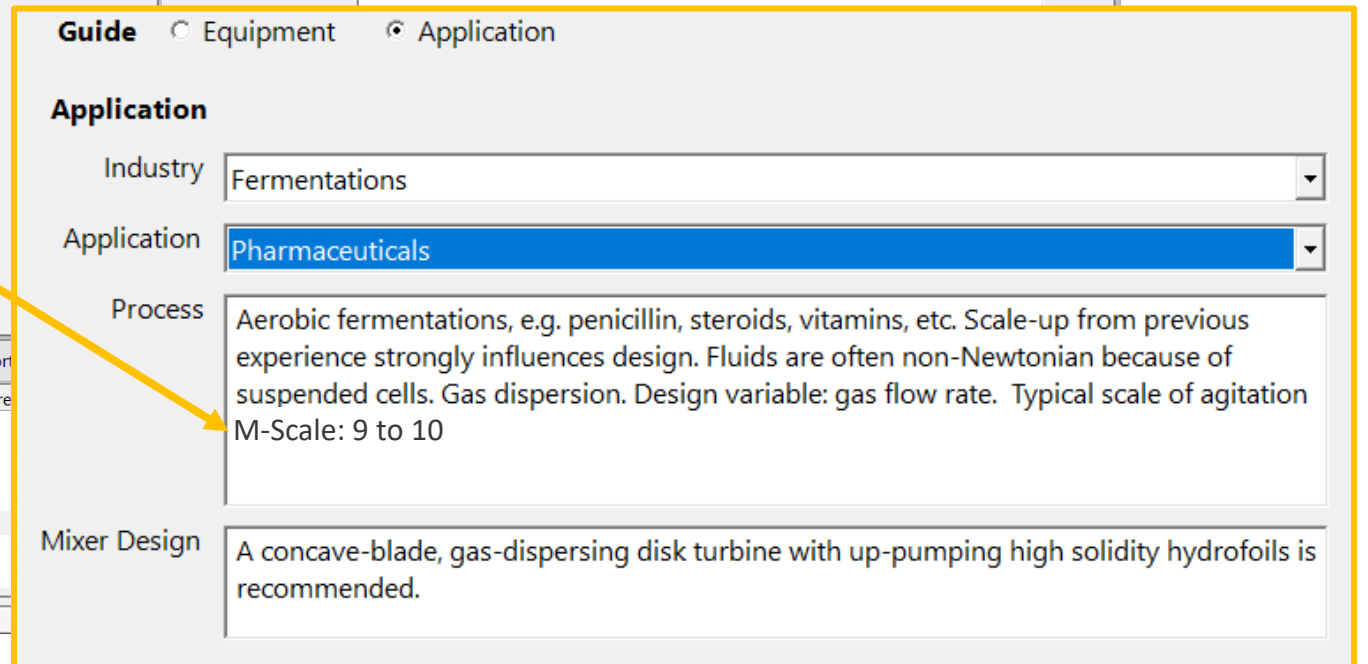 Guide Equipment Application
Application
Industry Fermentations
Application Pharmaceuticals
Process Aerobic fermentations, e.g. penicillin, steroids, vitamins, etc. Scale-up from previous
experience strongly influences design. Fluids are often non-Newtonian because of
suspended cells. Gas dispersion. Design variable: gas flow rate.  Typical scale of agitation
M-Scale: 9 to 10
Mixer Design A concave-blade, gas-dispersing disk turbine with up-pumping high solidity hydrofoils is
recommended.